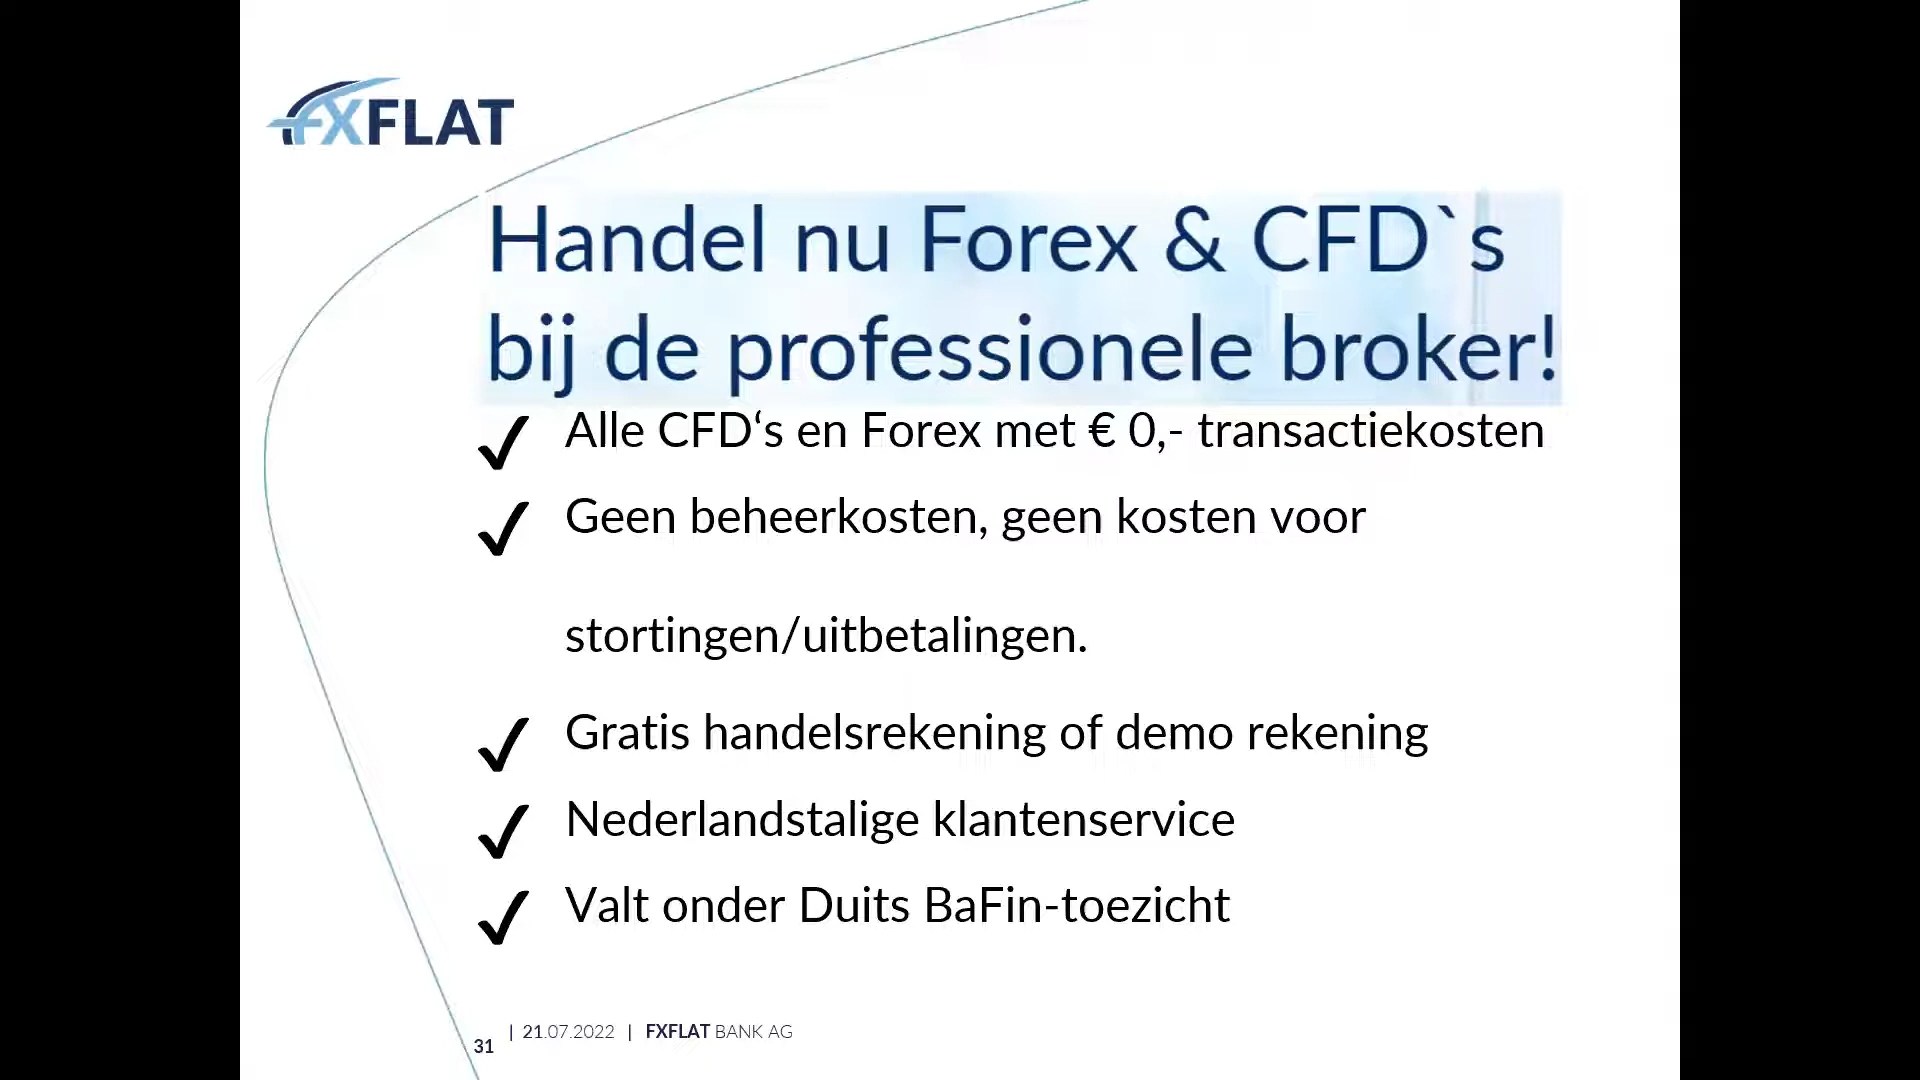 FXFLAT
Handel nu Forex & CFD`s
bij de professionele broker!
✓ Alle CFD‘s en Forex met € 0,- transactiekosten
✓ Geen beheerkosten, geen kosten voor
stortingen/uitbetalingen.
✓ Gratis handelsrekening of demo rekening
✓ Nederlandstalige klantenservice
✓ Valt onder Duits BaFin-toezicht
31 | 21.07.2022 | FXFLAT BANK AG